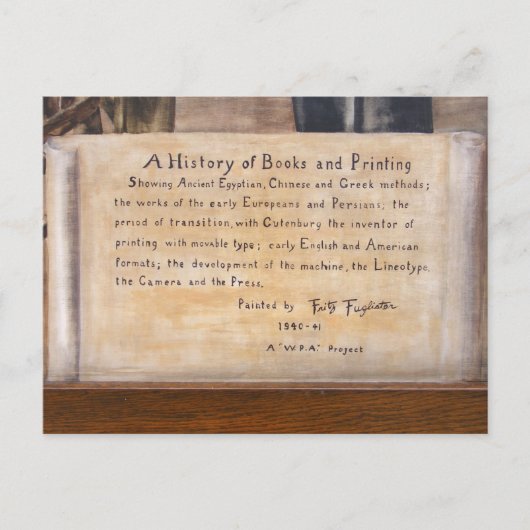 A History of Books and Printing
Showing Ancient Egyptian, Chinese and Greek methods;
the works of the early Europeans and Persians; the
period of transition, with Gutenburg the inventor of
printing with movable type; early English and American
formats; the development of the machine, the Lineotype,
the Camera and the Press.
Painted by Fritz Fuglister
1940-41
A "W.P.A." Project